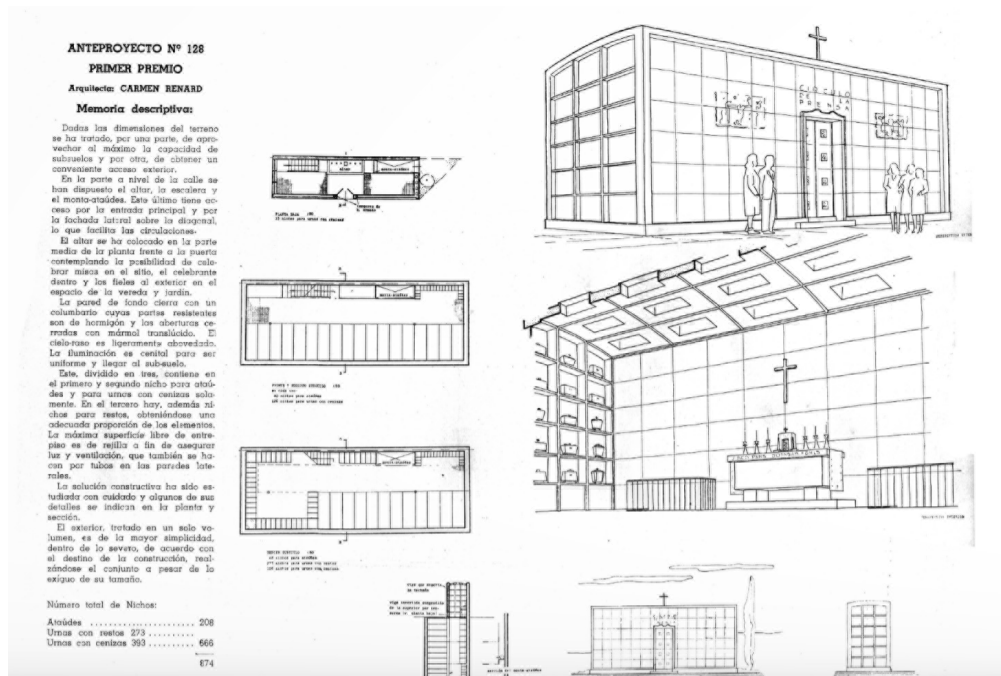 ANTEPROYECTO Nº 128
PRIMER PREMIO
Arquitecta: CARMEN RENARD
Memoria descriptiva:
Dadas las dimensiones del terreno
se ha tratado, por una parte, de apro-
vechar al máximo la capacidad de
subsuelos y por otra, de obtener un
conveniente acceso exterior.
En la parte a nivel de la calle se
han dispuesto el altar, la escalera y
el monta-ataúdes. Este último tiene ac-
ceso por la entrada principal y por
la fachada lateral sobre la diagonal,
lo que facilita las circulaciones.
El altar se ha colocado en la parte
media de la planta frente a la puerta
contemplando la posibilidad de cele-
brar misas en el sitio, el celebrante
dentro y los fieles al exterior en el
espacio de la vereda y jardín.
La pared de fondo cierra con un
columbario cuyas partes resistentes
son de hormigón y las aberturas ce-
rradas con mármol translúcido. El
cielo-raso es ligeramente abovedado.
La iluminación es cenital para ser
uniforme y llegar al sub-suelo.
Este, dividido en tres, contiene en
el primero y segundo nicho para ataú-
des y para urnas con cenizas sola-
mente. En el tercero hay, además ni-
chos para restos, obteniéndose una
adecuada proporción de los elementos.
La máxima superficie libre de entre-
piso es de rejilla a fin de asegurar
luz y ventilación, que también se ha-
cen por tubos en las paredes late-
rales.
La solución constructiva ha sido es-
tudiada con cuidado y algunos de sus
detalles se indican en la planta y
sección.
El exterior, tratado en un solo vo-
lumen, es de la mayor simplicidad,
dentro de lo severo, de acuerdo con
el destino de la construcción, real-
zándose el conjunto a pesar de lo
exiguo de su tamaño.
Número total de Nichos:
Ataúdes ...................... 208
Urnas con restos 273 ..........
Urnas con cenizas 393 .......... 666
874
CIRCULO
DE LA
PRENSA